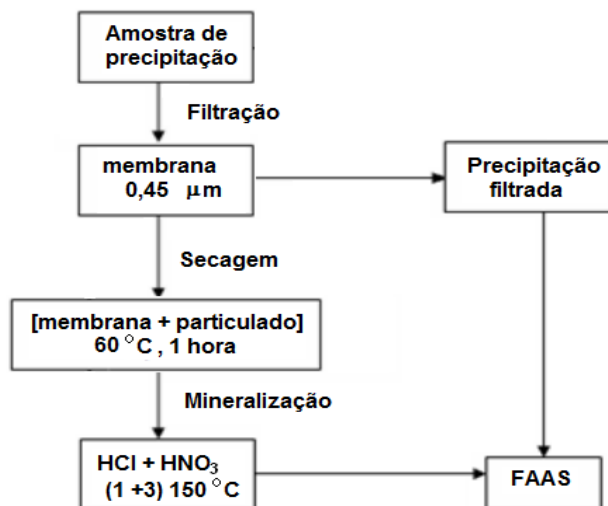 Amostra de
precipitação
Filtração
membrana
0,45 μm
Precipitação
filtrada
Secagem
[membrana + particulado]
60 °C , 1 hora
Mineralização
HCl + HNO₃
(1 +3) 150 °C
FAAS